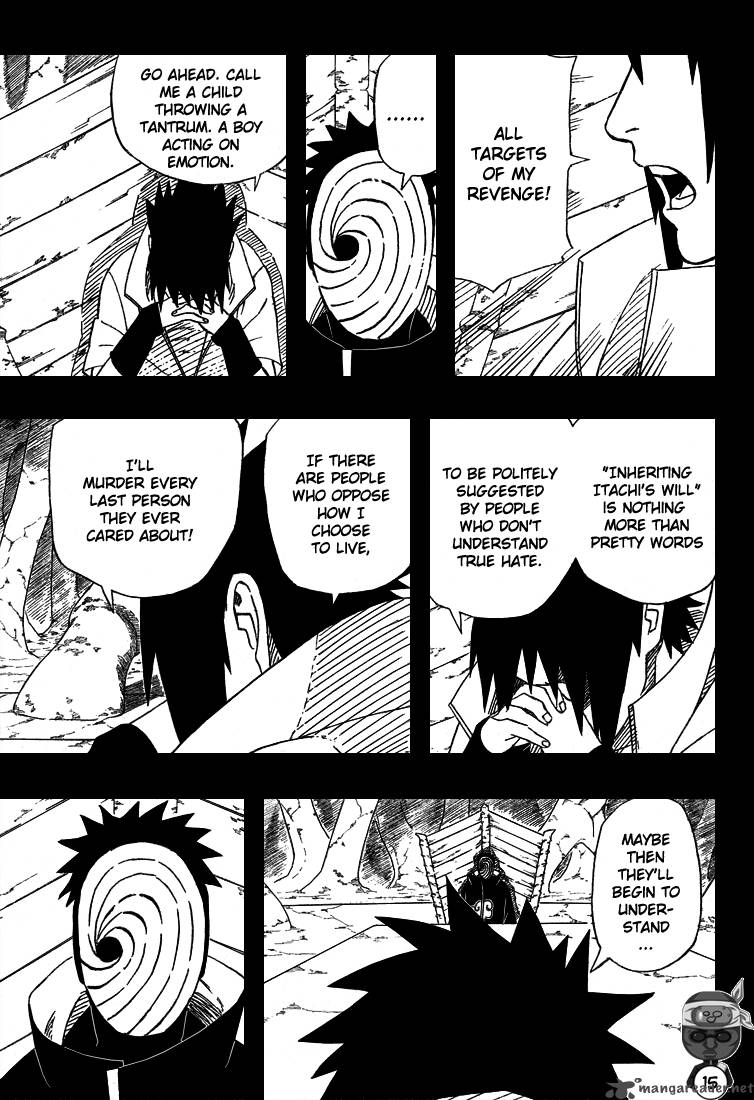 ALL
TARGETS
OF MY
REVENGE!
......
GO AHEAD. CALL
ME A CHILD
THROWING A
TANTRUM. A BOY
ACTING ON
EMOTION.
"INHERITING
ITACHI'S WILL"
IS NOTHING
MORE THAN
PRETTY WORDS
TO BE POLITELY
SUGGESTED
BY PEOPLE
WHO DON'T
UNDERSTAND
TRUE HATE.
IF THERE
ARE PEOPLE
WHO OPPOSE
HOW I
CHOOSE
TO LIVE,
I'LL
MURDER EVERY
LAST PERSON
THEY EVER
CARED ABOUT!
MAYBE
THEN
THEY'LL
BEGIN TO
UNDER-
STAND
...
15
mangareader.net